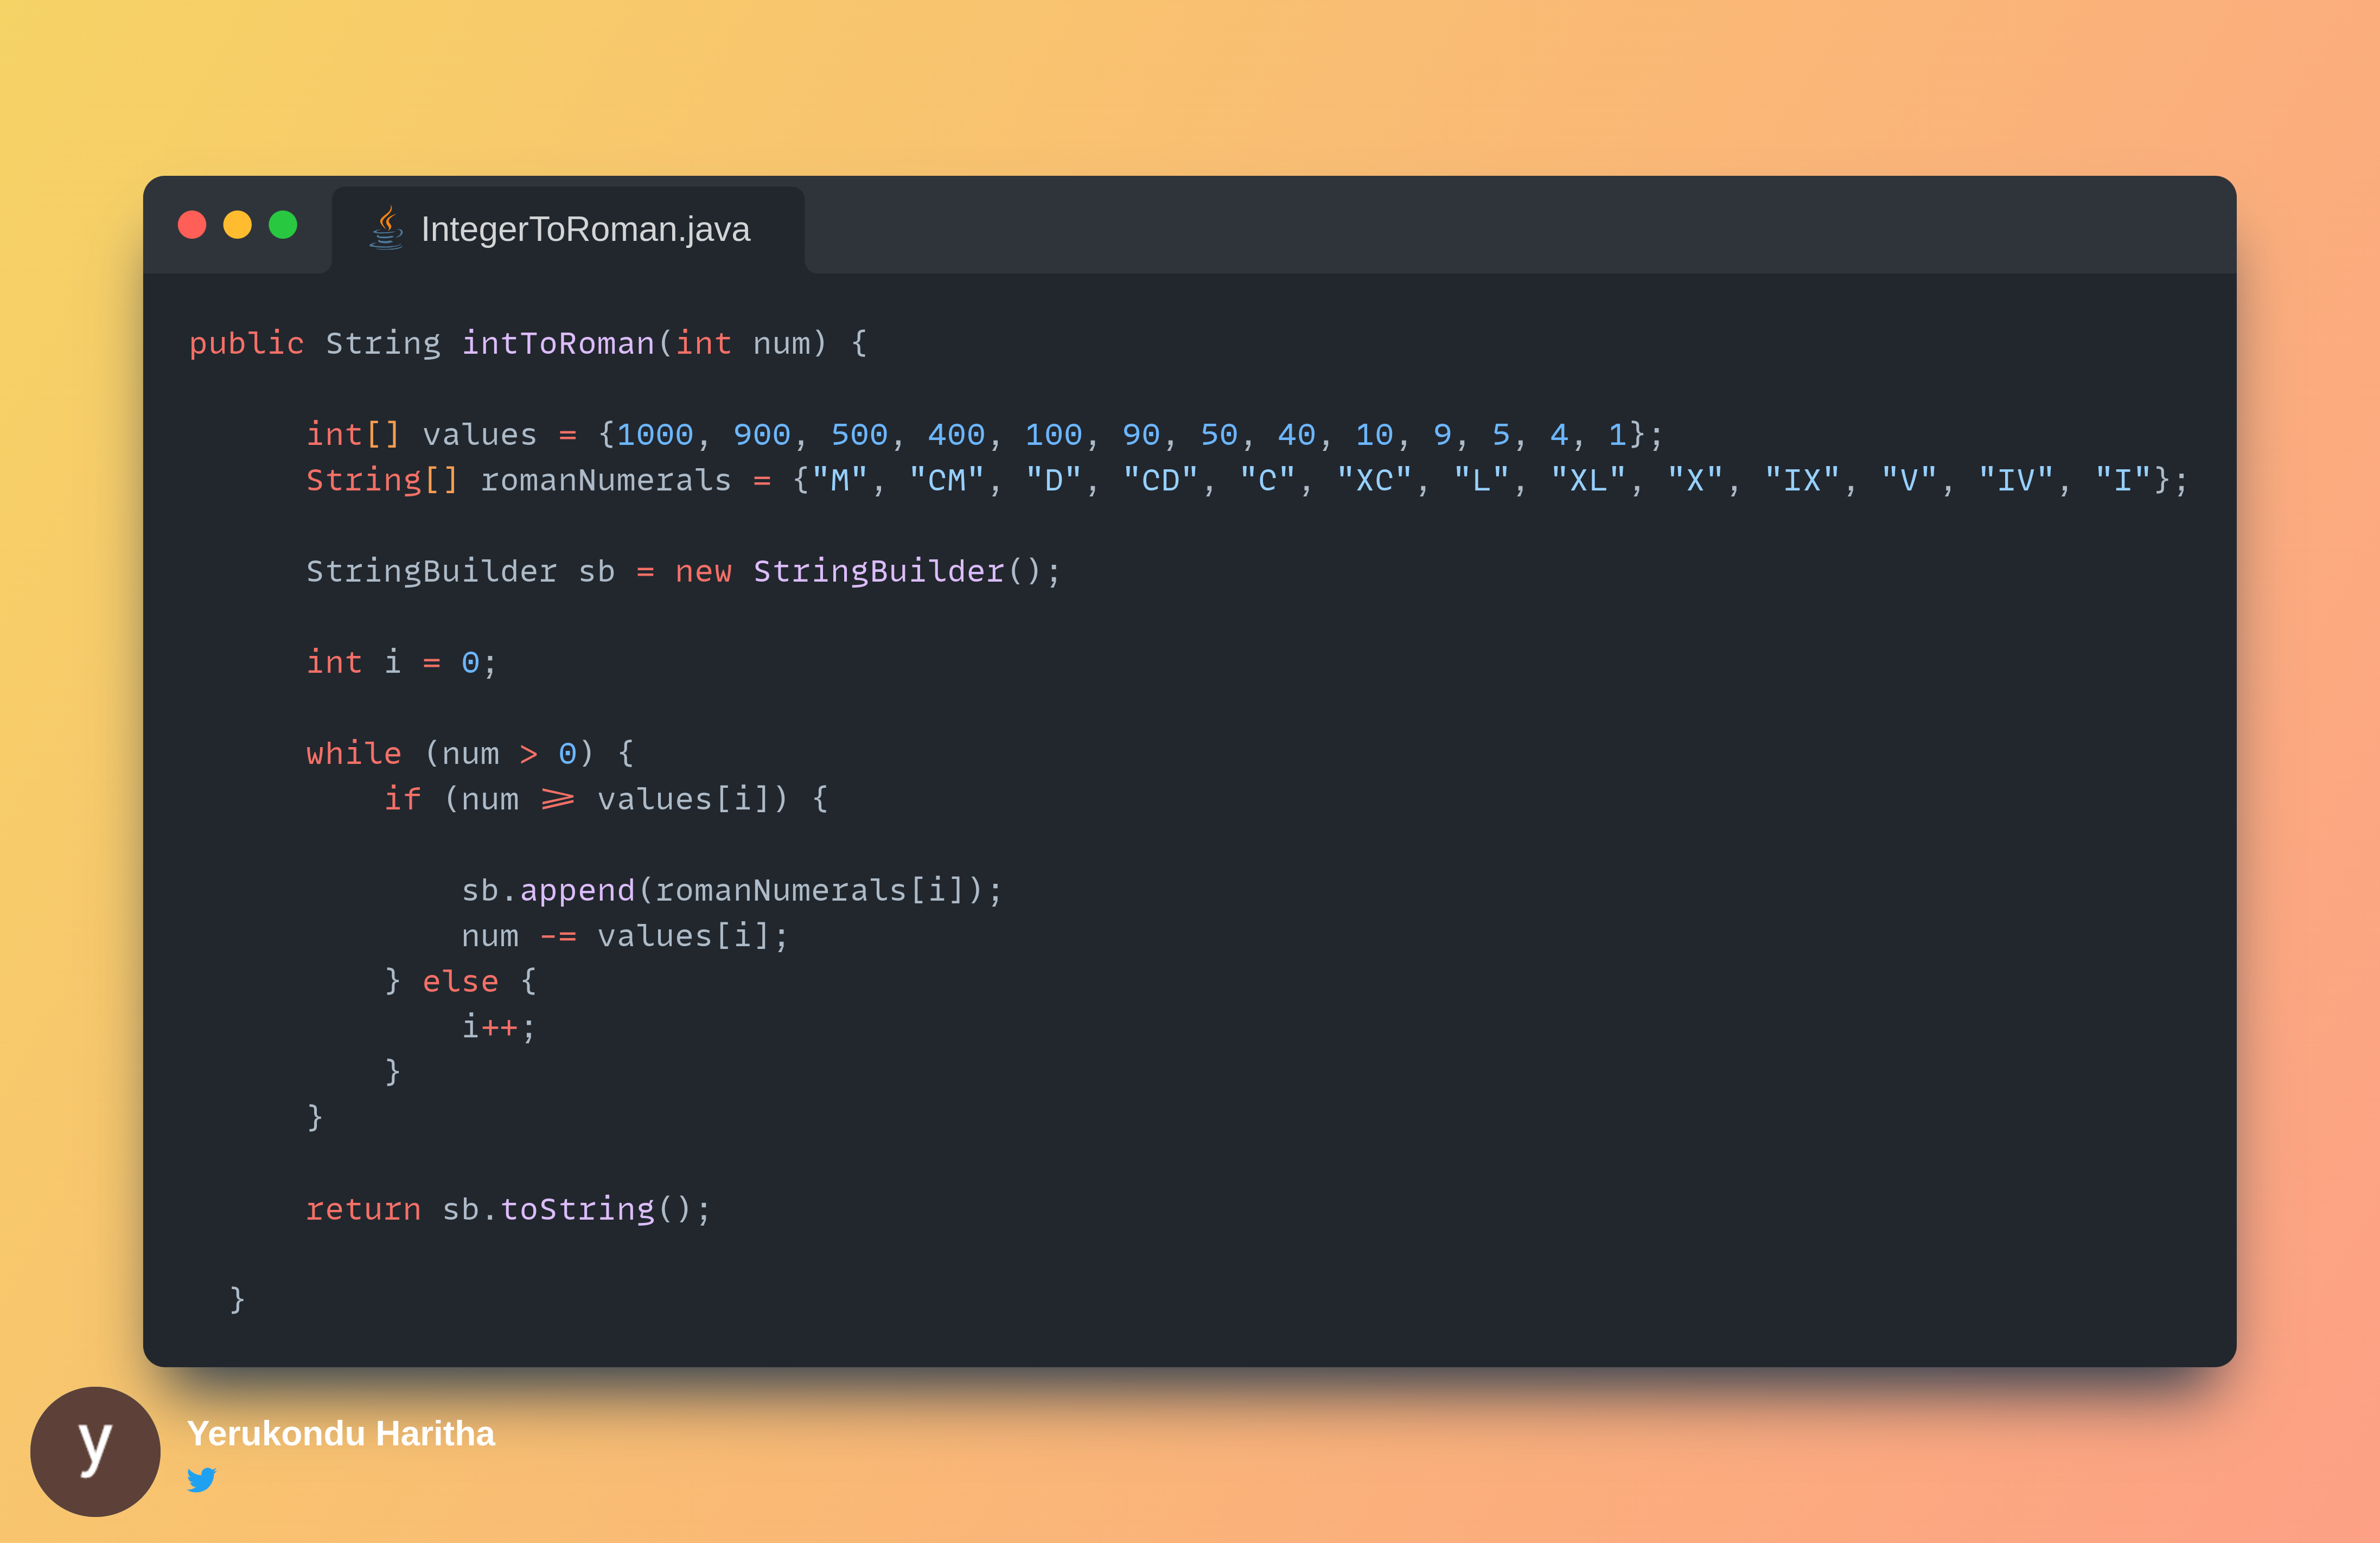 IntegerToRoman.java
public String intToRoman(int num) {
int[] values = {1000, 900, 500, 400, 100, 90, 50, 40, 10, 9, 5, 4, 1};
String[] romanNumerals = {"M", "CM", "D", "CD", "C", "XC", "L", "XL", "X", "IX", "V", "IV", "I"};
StringBuilder sb = new StringBuilder();
int i = 0;
while (num > 0) {
if (num >= values[i]) {
sb.append(romanNumerals[i]);
num -= values[i];
} else {
i++;
}
}
return sb.toString();
}
y
Yerukondu Haritha